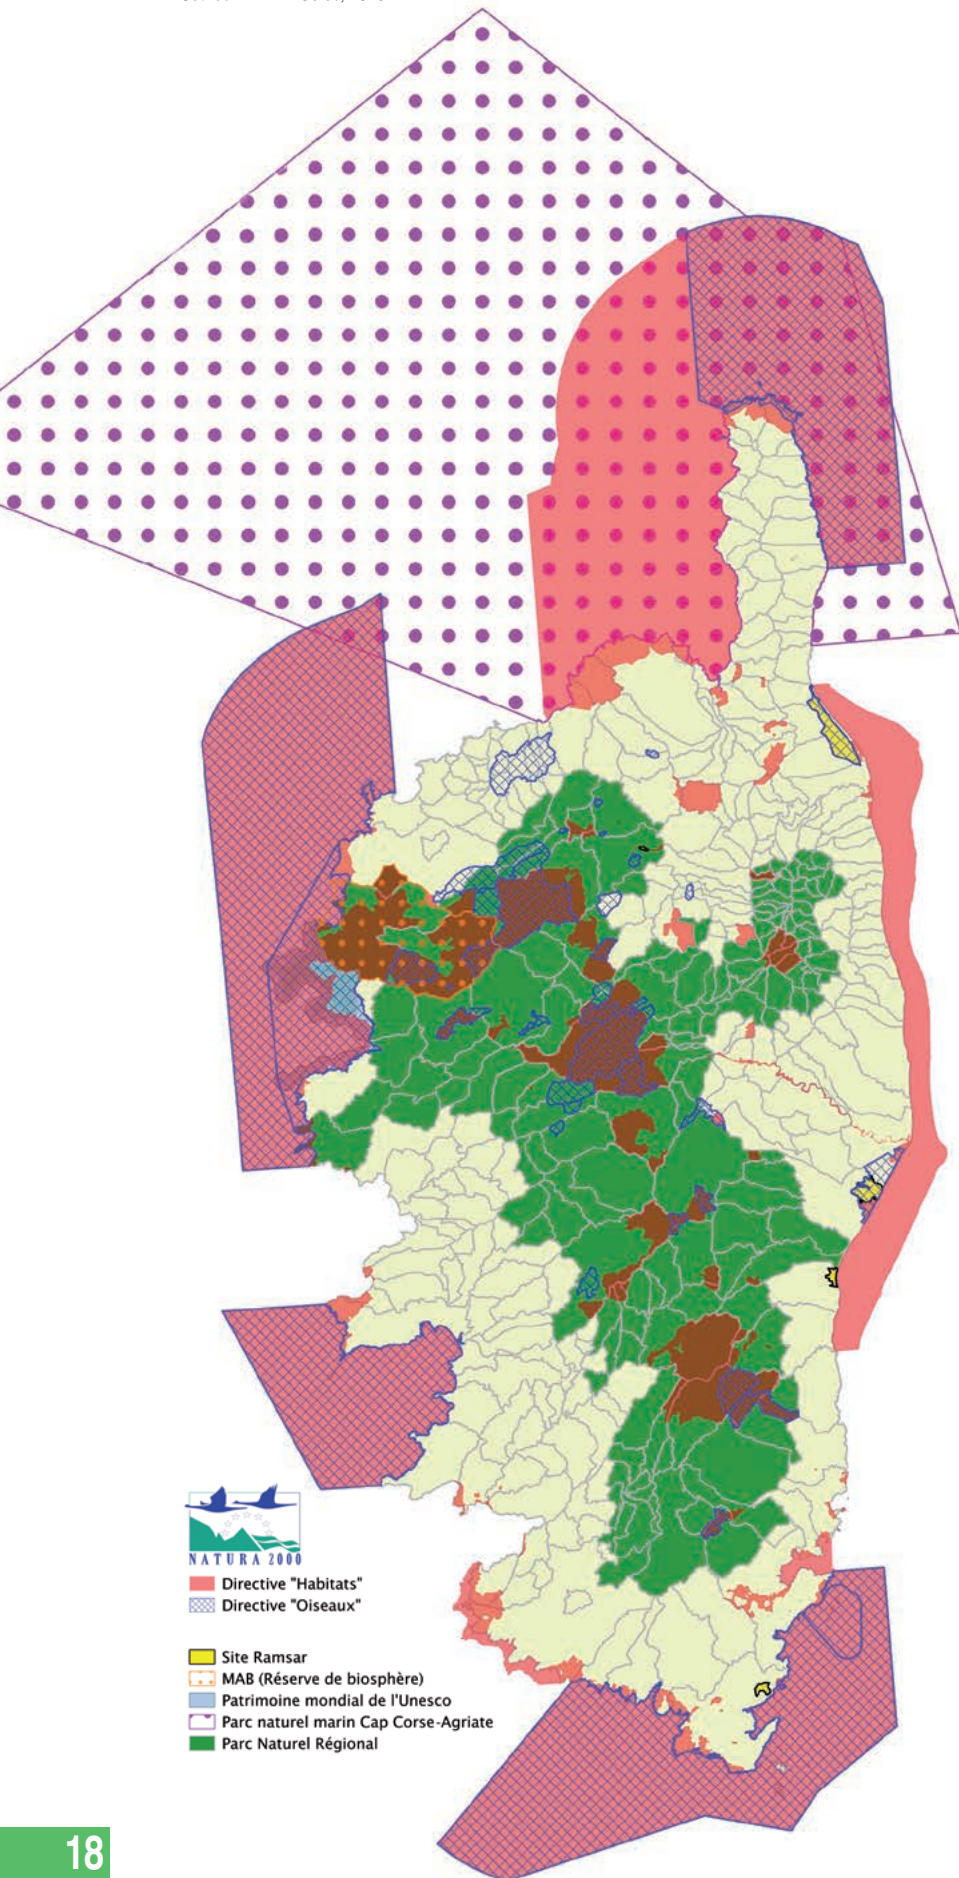 NATURA 2000
Directive "Habitats"
Directive "Oiseaux"
Site Ramsar
MAB (Réserve de biosphère)
Patrimoine mondial de l'Unesco
Parc naturel marin Cap Corse-Agriate
Parc Naturel Régional
18